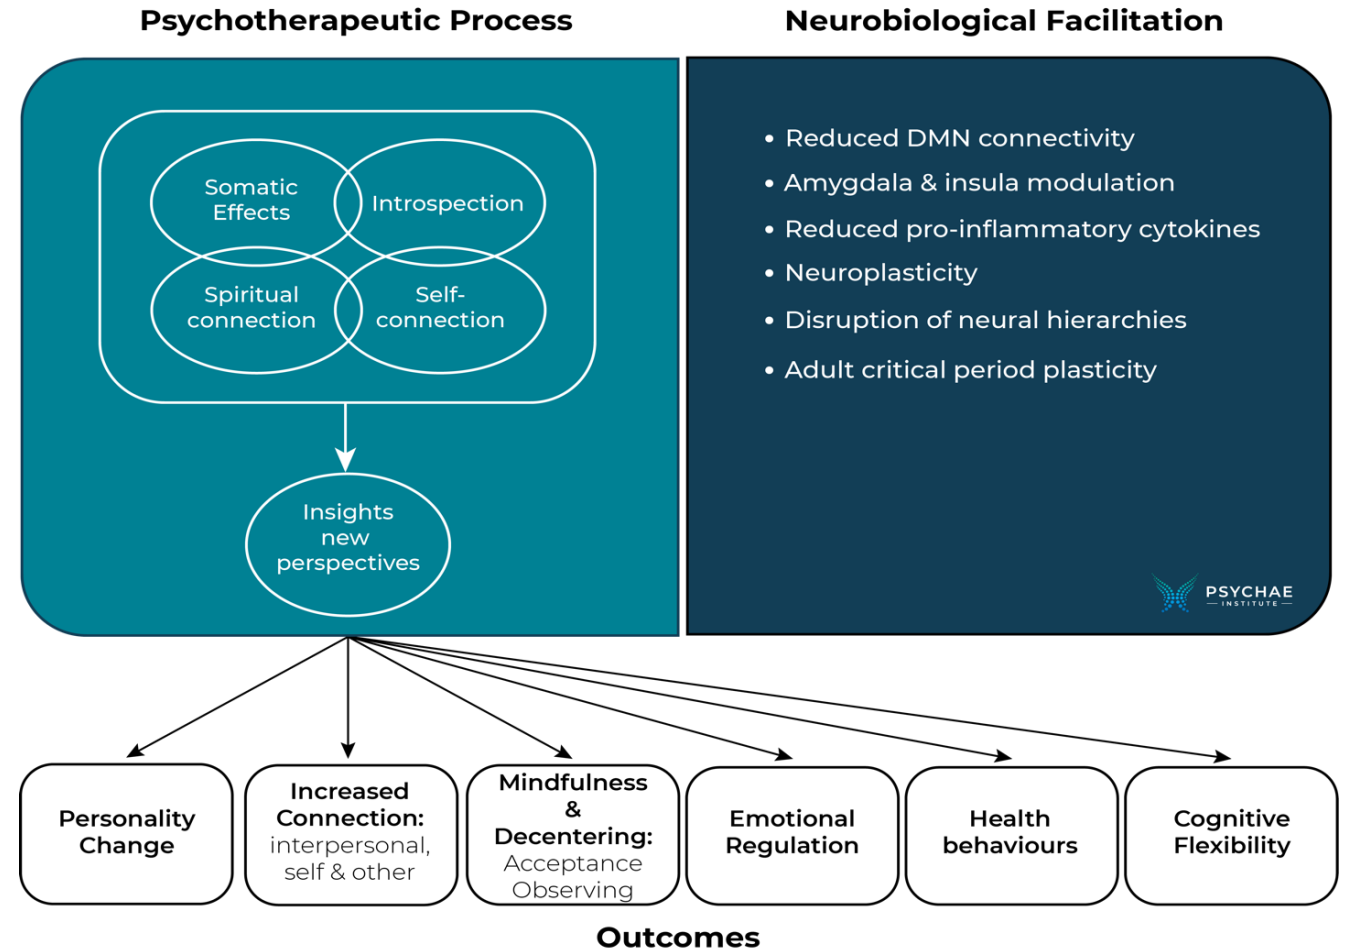 Psychotherapeutic Process
Neurobiological Facilitation
Somatic
Effects
Introspection
Spiritual
connection
Self-
connection
Insights
new
perspectives
• Reduced DMN connectivity
• Amygdala & insula modulation
• Reduced pro-inflammatory cytokines
• Neuroplasticity
• Disruption of neural hierarchies
• Adult critical period plasticity
PSYCHAE
INSTITUTE
Personality
Change
Increased
Connection:
interpersonal,
self & other
Mindfulness
&
Decentering:
Acceptance
Observing
Emotional
Regulation
Health
behaviours
Cognitive
Flexibility
Outcomes